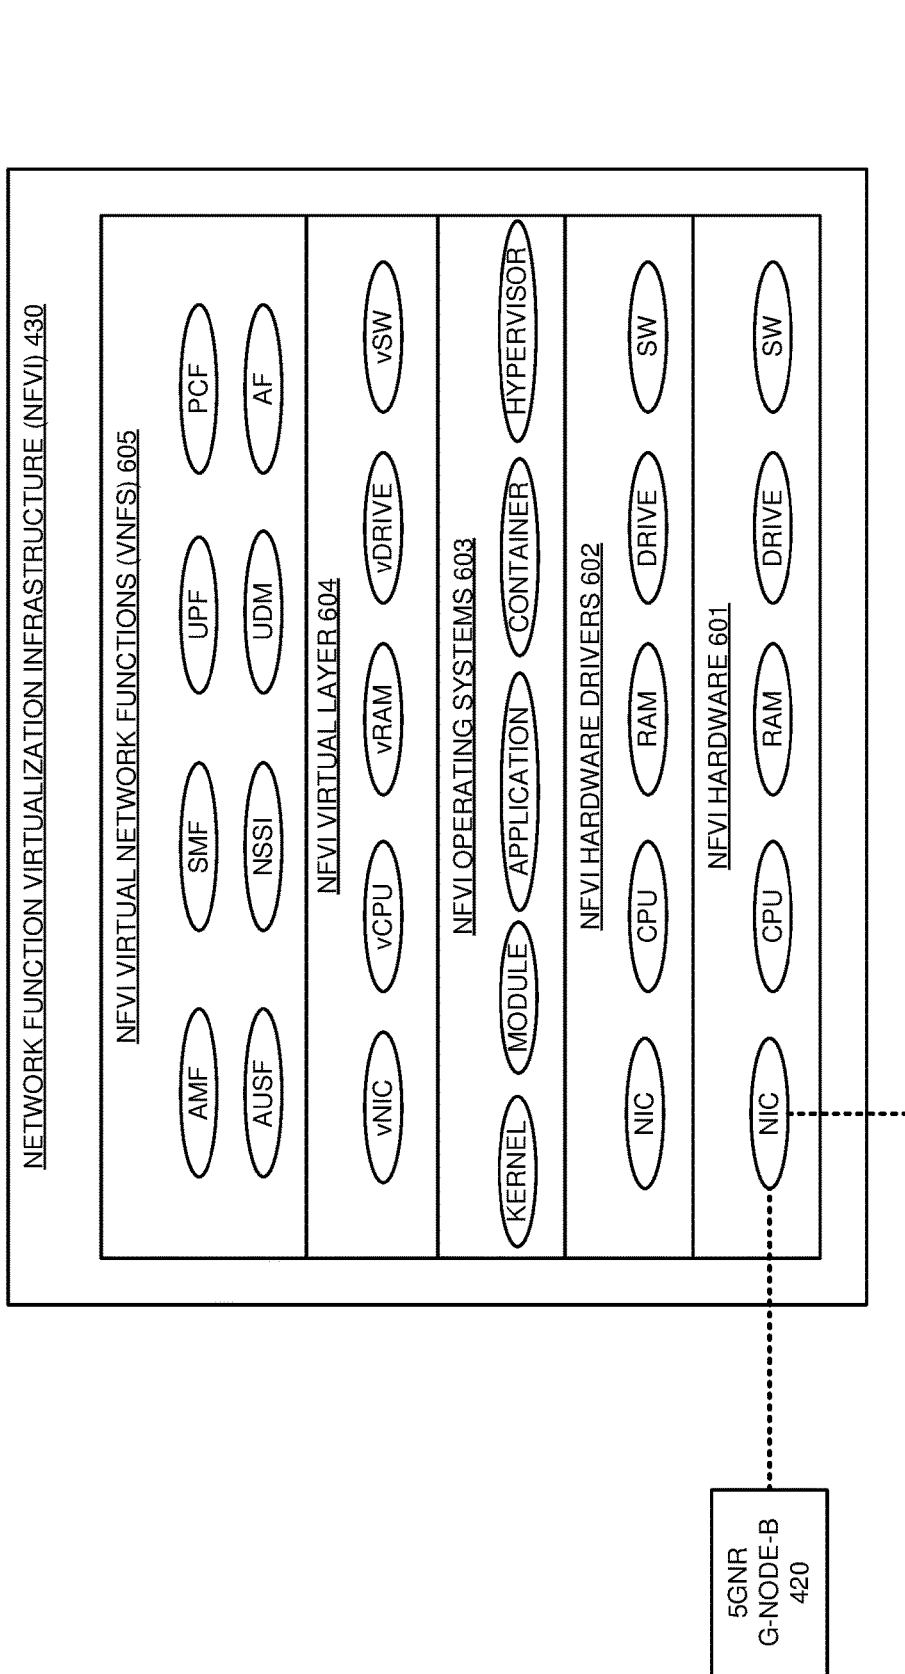 NETWORK FUNCTION VIRTUALIZATION INFRASTRUCTURE (NFVI) 430
NFVI VIRTUAL NETWORK FUNCTIONS (VNFS) 605
AMF SMF UPF PCF
AUSF NSSI UDM AF
NFVI VIRTUAL LAYER 604
vNIC vCPU vRAM vDRIVE vSW
NFVI OPERATING SYSTEMS 603
KERNEL MODULE APPLICATION CONTAINER HYPERVISOR
NFVI HARDWARE DRIVERS 602
NIC CPU RAM DRIVE SW
NFVI HARDWARE 601
NIC CPU RAM DRIVE SW
5GNR
G-NODE-B
420